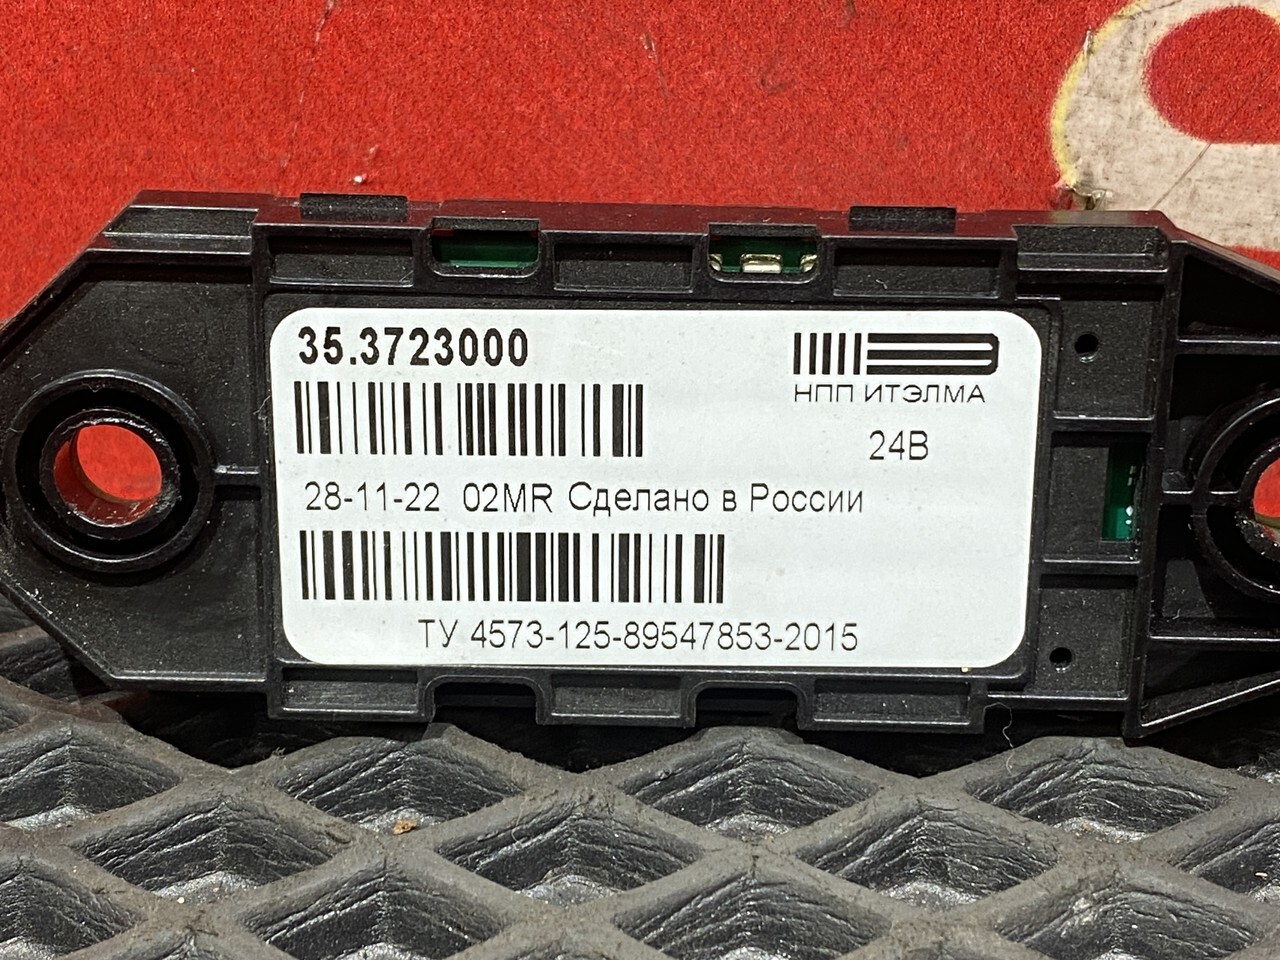 35.3723000
НПП ИТЭЛМА
24В
28-11-22 02MR Сделано в России
ТУ 4573-125-89547853-2015